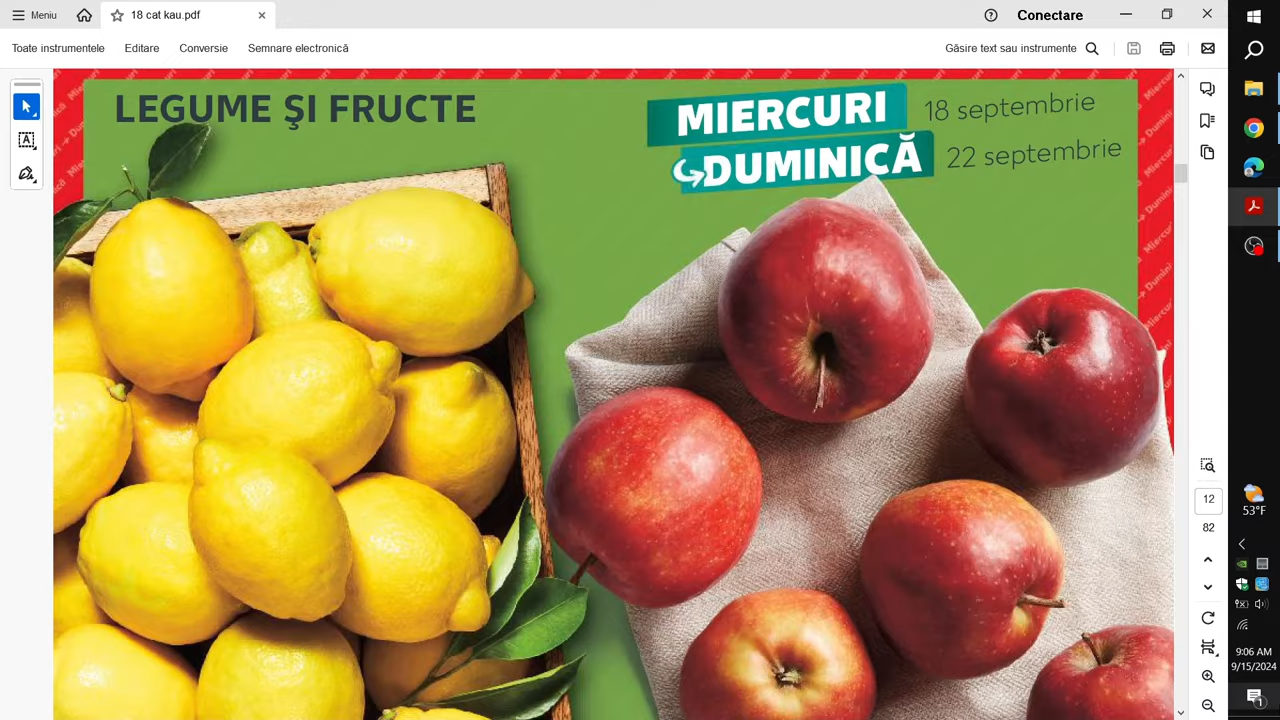 Meniu
18 cat kau.pdf
Conectare
Toate instrumentele
Editare
Conversie
Semnare electronică
Găsire text sau instrumente
LEGUME ŞI FRUCTE
MIERCURI 18 septembrie
DUMINICĂ 22 septembrie
12
82
53°F
9:06 AM
9/15/2024
1